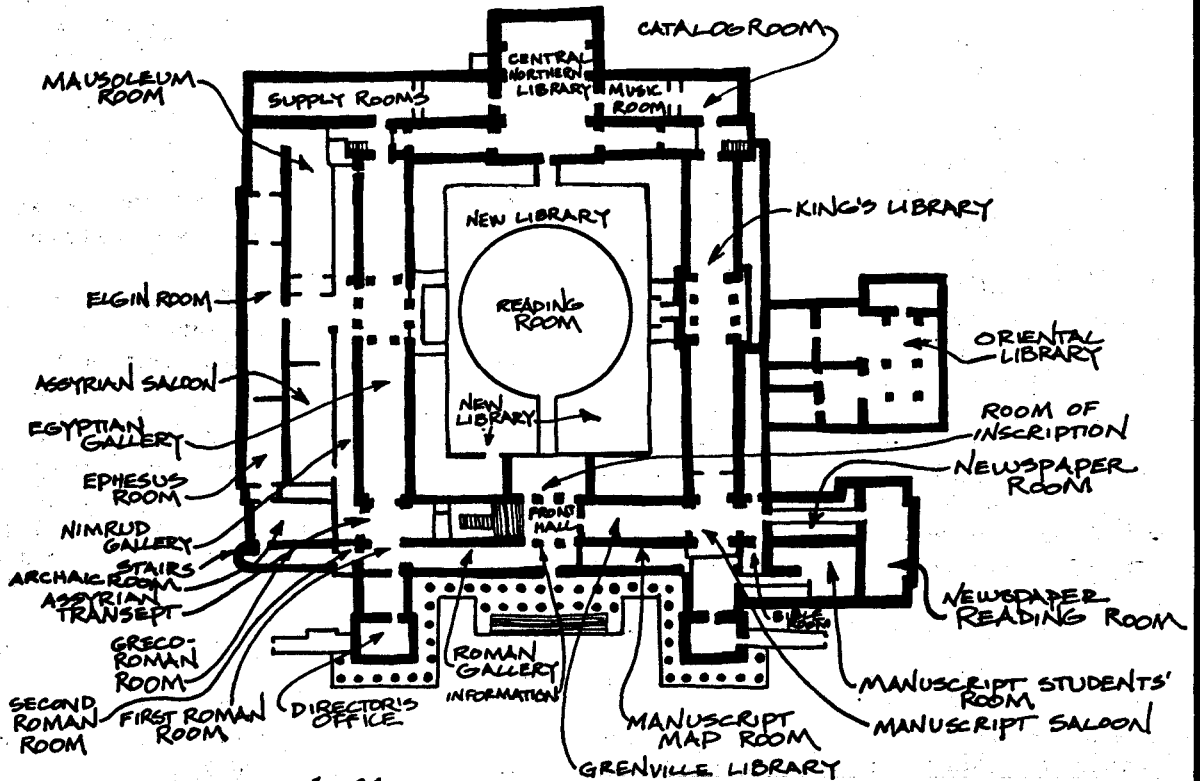 CATALOG ROOM
CENTRAL
NORTHERN
LIBRARY
MAUSOLEUM
ROOM
SUPPLY ROOMS
MUSIC
ROOM
NEW LIBRARY
KING'S LIBRARY
ELGIN ROOM
READING
ROOM
ORIENTAL
LIBRARY
ASSYRIAN SALOON
NEW
LIBRARY
ROOM OF
INSCRIPTION
EGYPTIAN
GALLERY
NEWSPAPER
ROOM
EPHESUS
ROOM
FRONT
HALL
NIMRUD
GALLERY
STAIRS
ARCHAIC ROOM
ASSYRIAN
TRANSEPT
NEWSPAPER
READING ROOM
GRECO-
ROMAN
ROOM
ROMAN
GALLERY
INFORMATION
SECOND
ROMAN
ROOM
FIRST ROMAN
ROOM
DIRECTOR'S
OFFICE
MANUSCRIPT STUDENTS'
ROOM
MANUSCRIPT
MAP ROOM
MANUSCRIPT SALOON
GRENVILLE LIBRARY